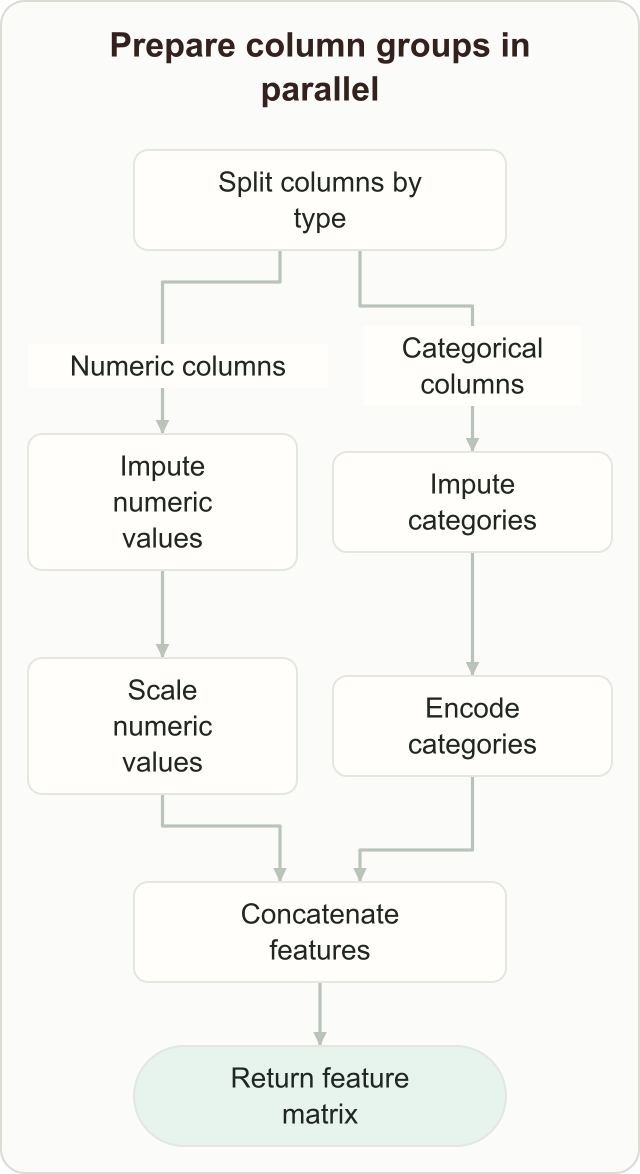 Prepare column groups in
parallel
Split columns by
type
Numeric columns
Categorical
columns
Impute
numeric
values
Impute
categories
Scale
numeric
values
Encode
categories
Concatenate
features
Return feature
matrix